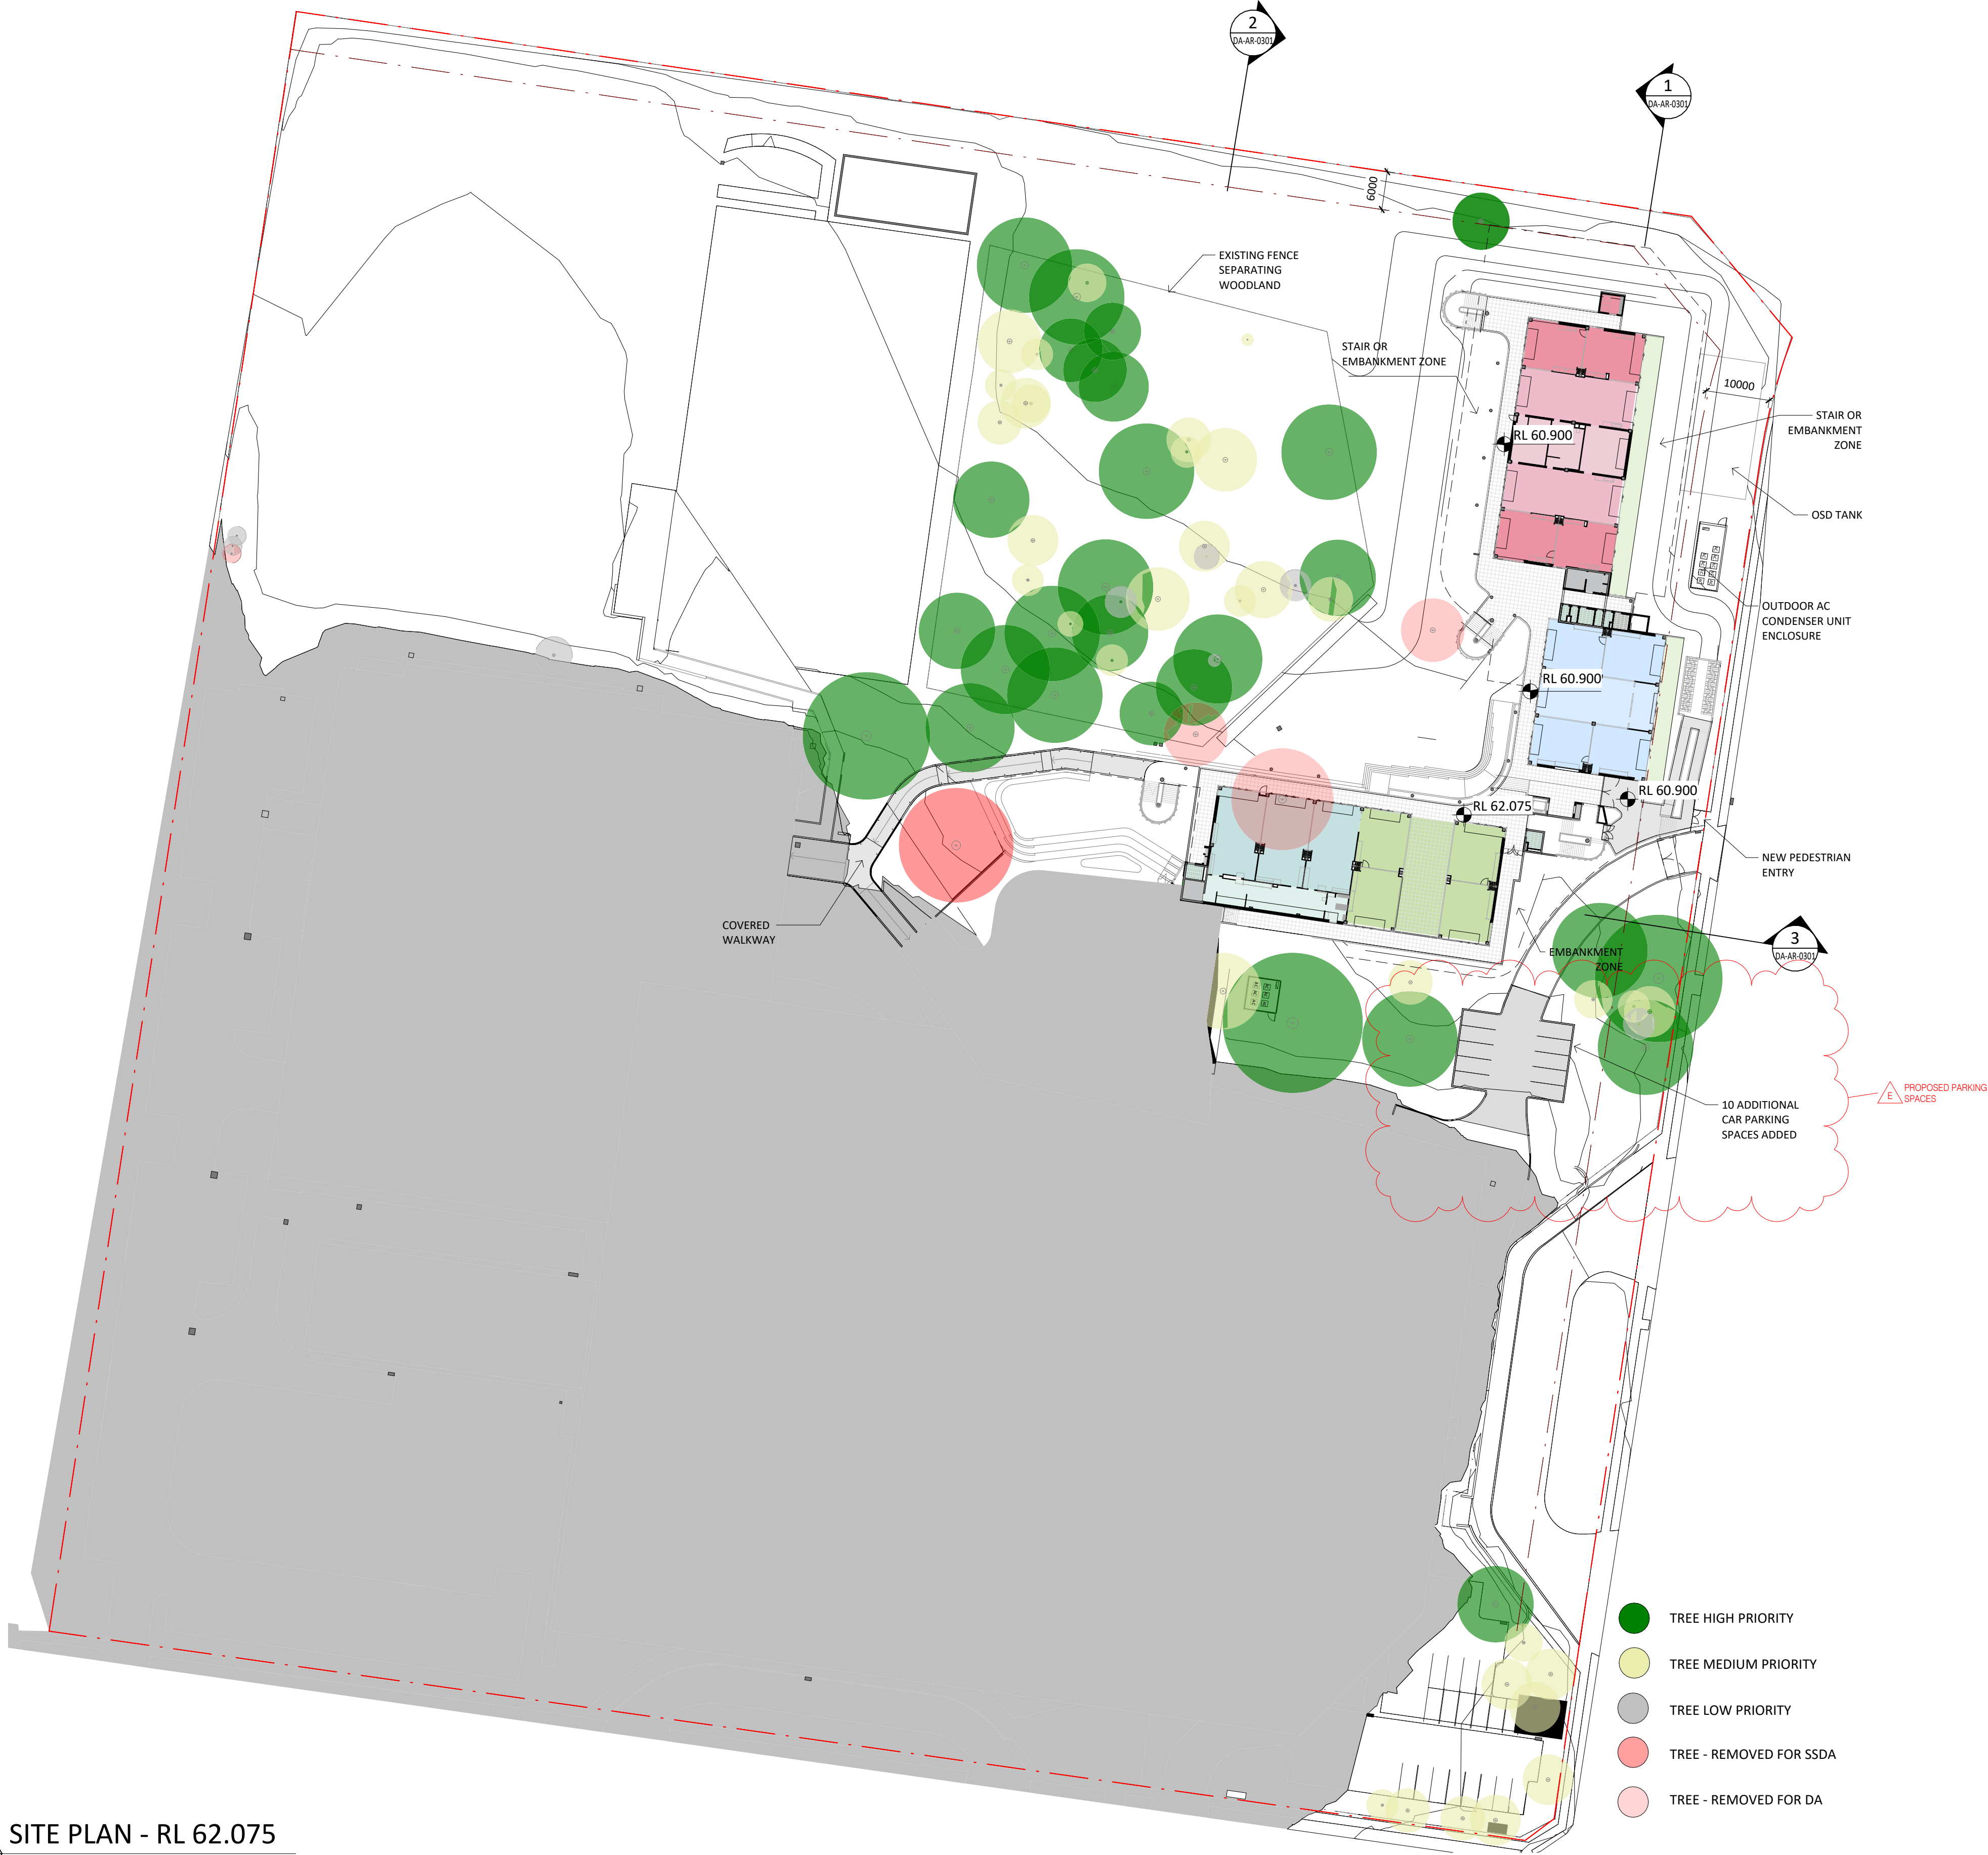 2
DA-AR-0301
1
DA-AR-0301
6000
EXISTING FENCE
SEPARATING
WOODLAND
STAIR OR
EMBANKMENT ZONE
10000
RL 60.900
STAIR OR
EMBANKMENT
ZONE
OSD TANK
OUTDOOR AC
CONDENSER UNIT
ENCLOSURE
RL 60.900
RL 60.900
RL 62.075
NEW PEDESTRIAN
ENTRY
COVERED
WALKWAY
EMBANKMENT
ZONE
3
DA-AR-0301
E
PROPOSED PARKING
SPACES
10 ADDITIONAL
CAR PARKING
SPACES ADDED
TREE HIGH PRIORITY
TREE MEDIUM PRIORITY
TREE LOW PRIORITY
TREE - REMOVED FOR SSDA
TREE - REMOVED FOR DA
SITE PLAN - RL 62.075